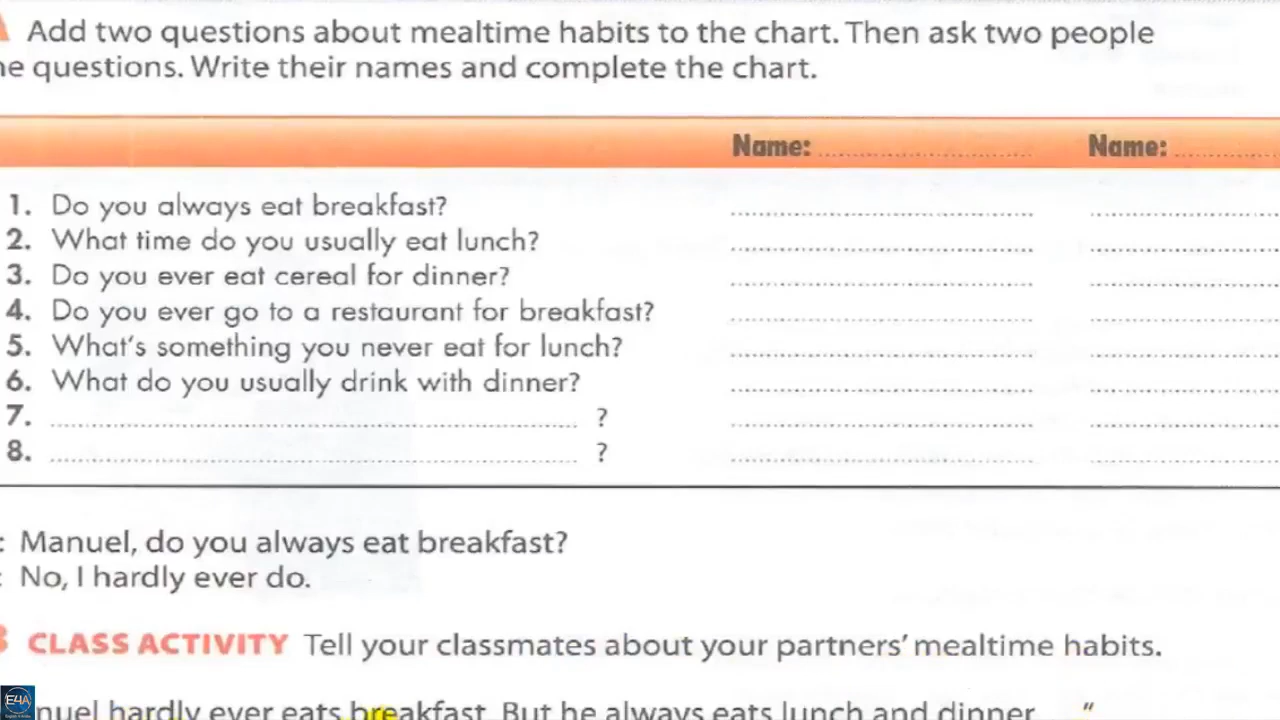 A Add two questions about mealtime habits to the chart. Then ask two people
he questions. Write their names and complete the chart.
Name: Name:
1. Do you always eat breakfast?
2. What time do you usually eat lunch?
3. Do you ever eat cereal for dinner?
4. Do you ever go to a restaurant for breakfast?
5. What's something you never eat for lunch?
6. What do you usually drink with dinner?
7. ?
8. ?
: Manuel, do you always eat breakfast?
: No, I hardly ever do.
B CLASS ACTIVITY Tell your classmates about your partners' mealtime habits.
E4A
nuel hardly ever eats breakfast. But he always eats lunch and dinner. "